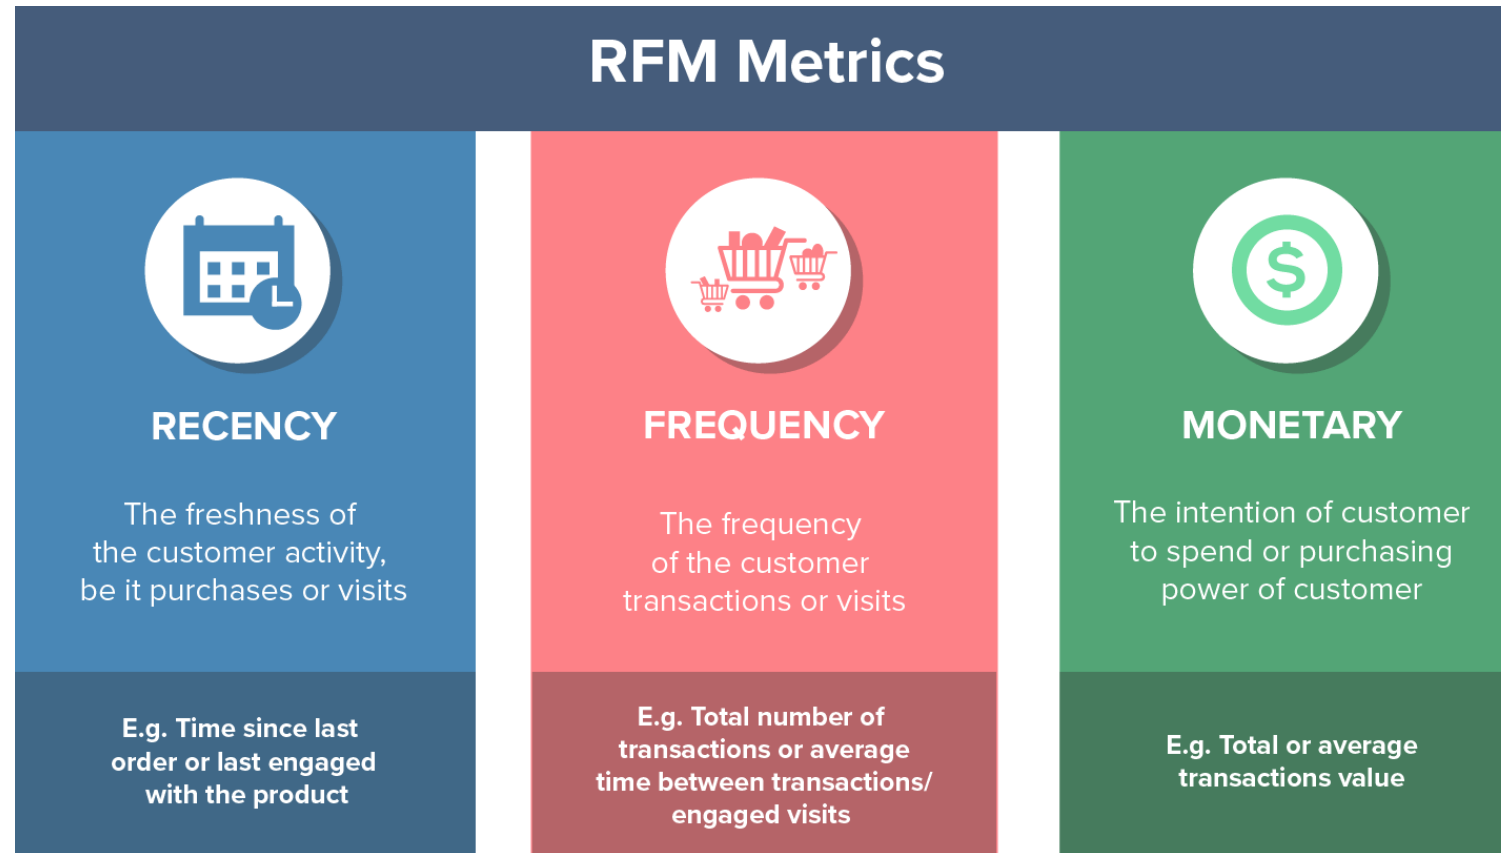 RFM Metrics
RECENCY
The freshness of
the customer activity,
be it purchases or visits
E.g. Time since last
order or last engaged
with the product
FREQUENCY
The frequency
of the customer
transactions or visits
E.g. Total number of
transactions or average
time between transactions/
engaged visits
$
MONETARY
The intention of customer
to spend or purchasing
power of customer
E.g. Total or average
transactions value